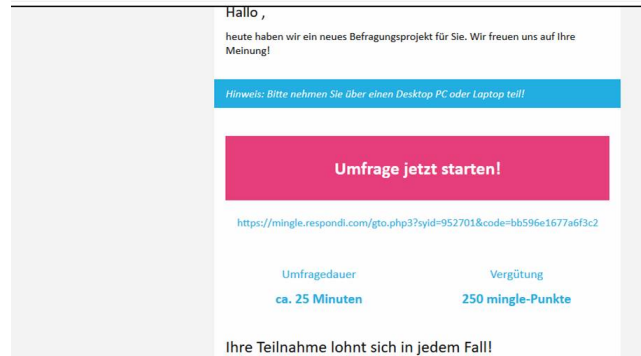 Hallo ,
heute haben wir ein neues Befragungsprojekt für Sie. Wir freuen uns auf Ihre
Meinung!
Hinweis: Bitte nehmen Sie über einen Desktop PC oder Laptop teil!
Umfrage jetzt starten!
https://mingle.respondi.com/gto.php3?syid=952701&code=bb596e1677a6f3c2
Umfragedauer
Vergütung
ca. 25 Minuten
250 mingle-Punkte
Ihre Teilnahme lohnt sich in jedem Fall!